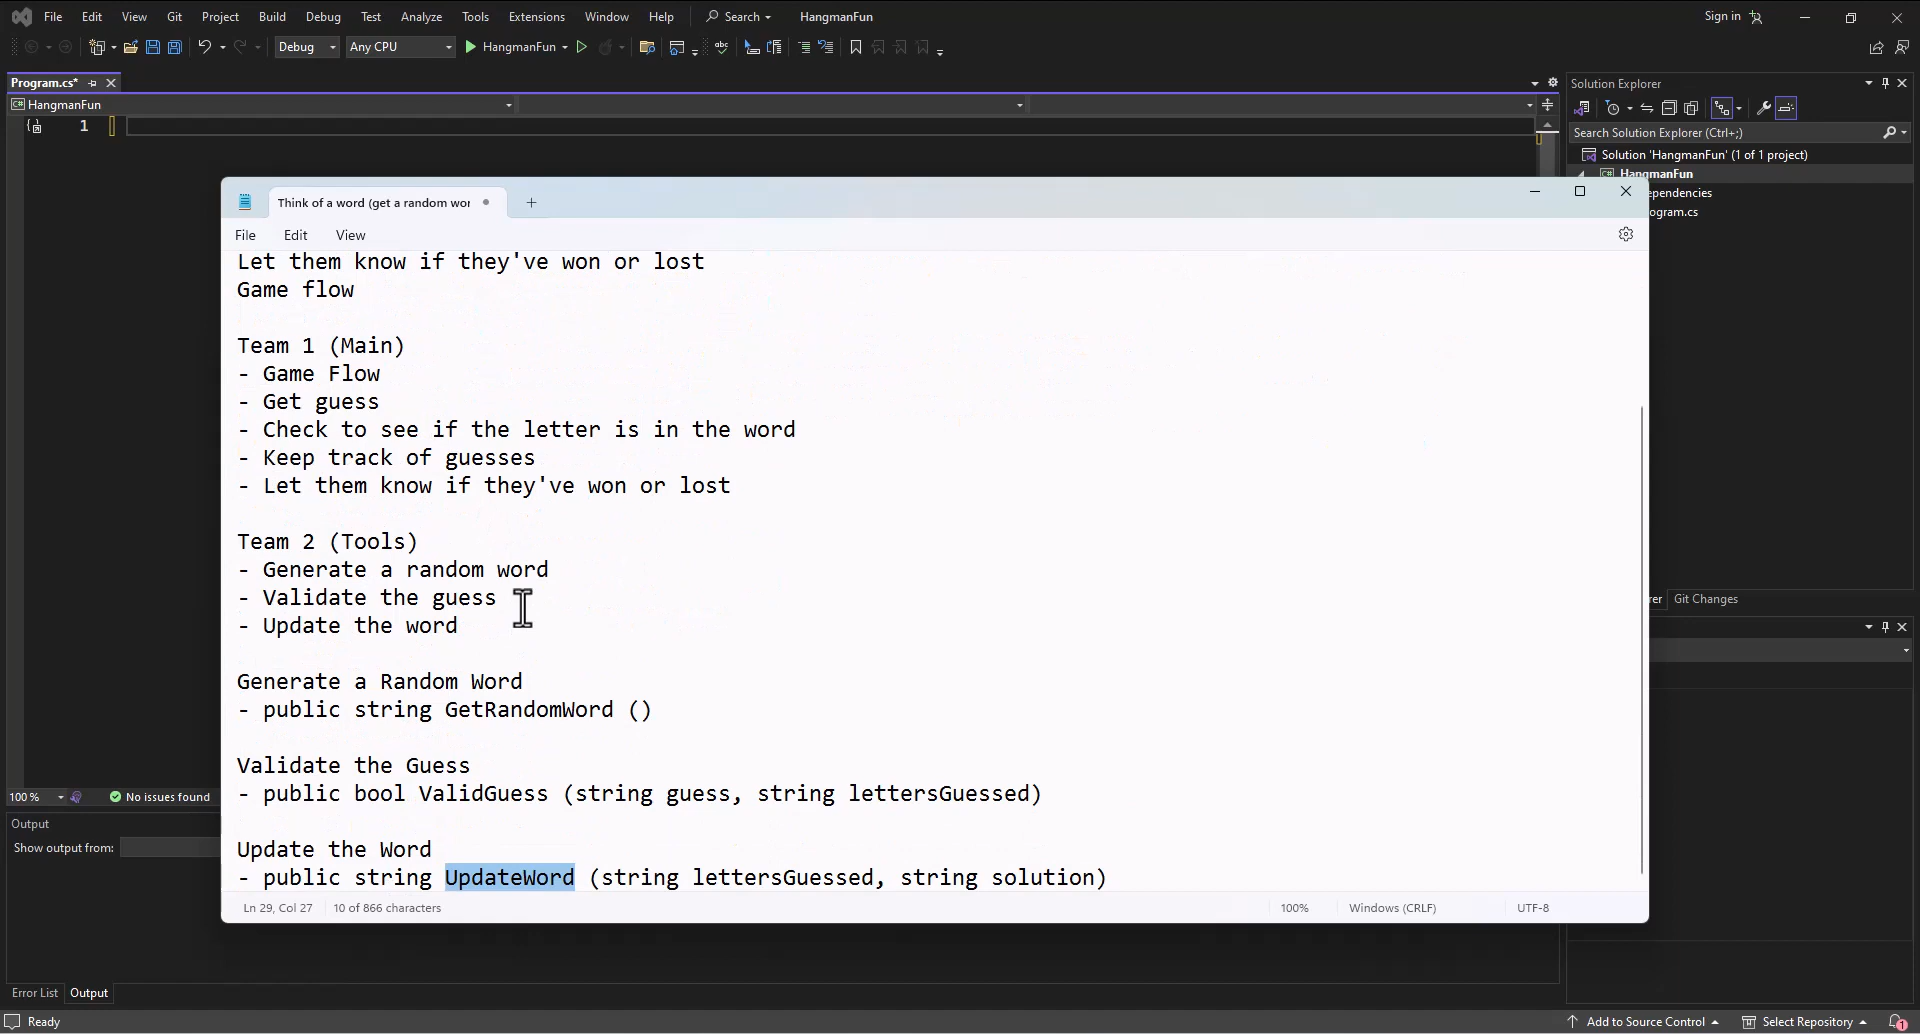 File Edit View Git Project Build Debug Test Analyze Tools Extensions Window Help Search HangmanFun Sign in
Debug Any CPU HangmanFun
Program.cs*
HangmanFun
1
Solution Explorer
Search Solution Explorer (Ctrl+;)
Solution 'HangmanFun' (1 of 1 project)
HangmanFun
ependencies
ogram.cs
Think of a word (get a random wor
File Edit View
Let them know if they've won or lost
Game flow
Team 1 (Main)
- Game Flow
- Get guess
- Check to see if the letter is in the word
- Keep track of guesses
- Let them know if they've won or lost
Team 2 (Tools)
- Generate a random word
- Validate the guess
- Update the word
Generate a Random Word
- public string GetRandomWord ()
Validate the Guess
- public bool ValidGuess (string guess, string lettersGuessed)
Update the Word
- public string UpdateWord (string lettersGuessed, string solution)
Ln 29, Col 27 10 of 866 characters 100% Windows (CRLF) UTF-8
rer Git Changes
100 % No issues found
Output
Show output from:
Error List Output
Ready Add to Source Control Select Repository 1